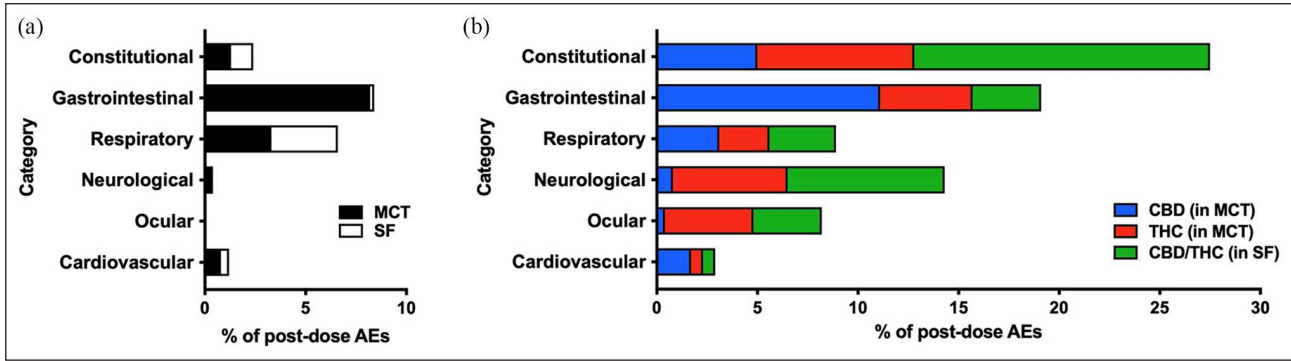 (a)
Category
Constitutional
Gastrointestinal
Respiratory
Neurological
Ocular
Cardiovascular
MCT
SF
0 5 10
% of post-dose AEs
(b)
Category
Constitutional
Gastrointestinal
Respiratory
Neurological
Ocular
Cardiovascular
CBD (in MCT)
THC (in MCT)
CBD/THC (in SF)
0 5 10 15 20 25 30
% of post-dose AEs